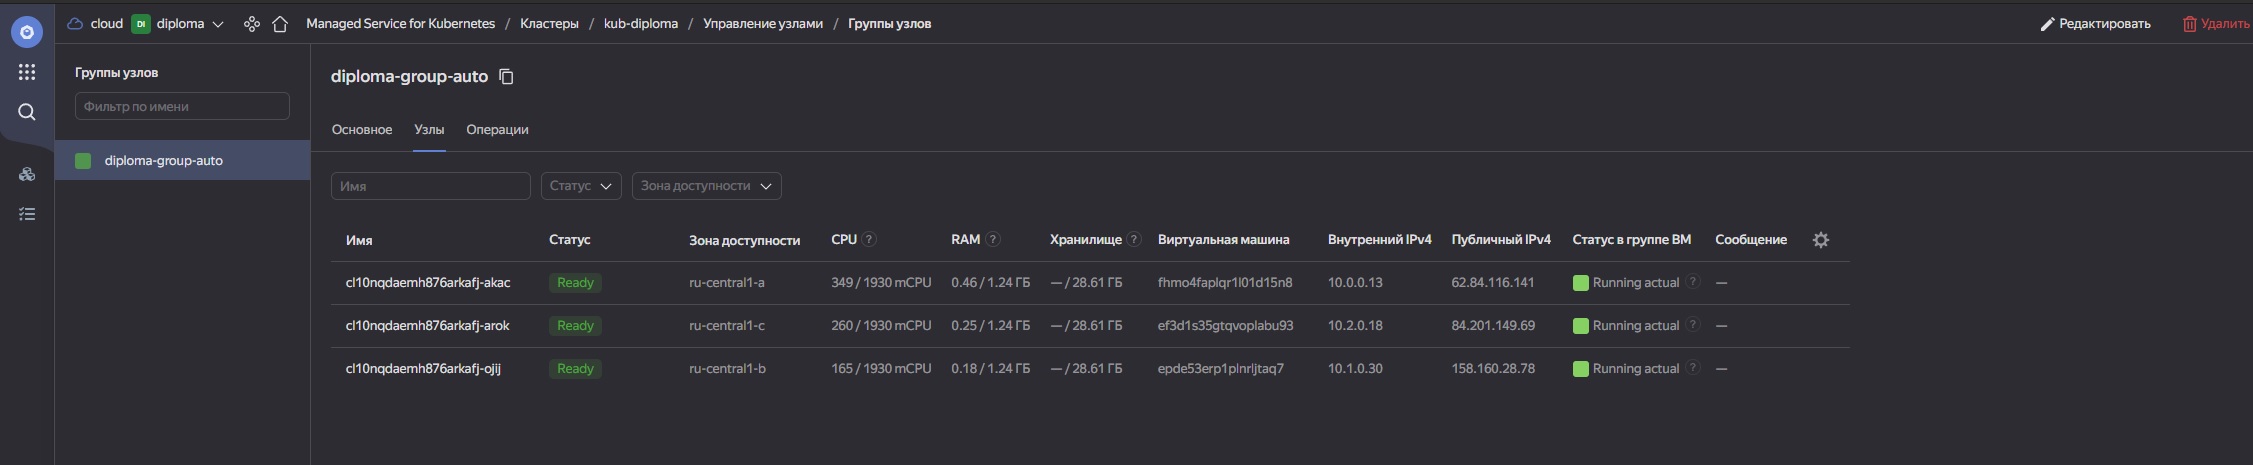 cloud DI diploma Managed Service for Kubernetes / Кластеры / kub-diploma / Управление узлами / Группы узлов Редактировать Удалить
Группы узлов
Фильтр по имени
diploma-group-auto
diploma-group-auto
Основное Узлы Операции
Имя Статус Зона доступности
Имя Статус Зона доступности CPU ? RAM ? Хранилище ? Виртуальная машина Внутренний IPv4 Публичный IPv4 Статус в группе ВМ Сообщение
cl10nqdaemh876arkafj-akac Ready ru-central1-a 349 / 1930 mCPU 0.46 / 1.24 ГБ — / 28.61 ГБ fhmo4faplqr1l01d15n8 10.0.0.13 62.84.116.141 Running actual ? —
cl10nqdaemh876arkafj-arok Ready ru-central1-c 260 / 1930 mCPU 0.25 / 1.24 ГБ — / 28.61 ГБ ef3d1s35gtqvoplabu93 10.2.0.18 84.201.149.69 Running actual ? —
cl10nqdaemh876arkafj-ojij Ready ru-central1-b 165 / 1930 mCPU 0.18 / 1.24 ГБ — / 28.61 ГБ epde53erp1plnrljtaq7 10.1.0.30 158.160.28.78 Running actual ? —